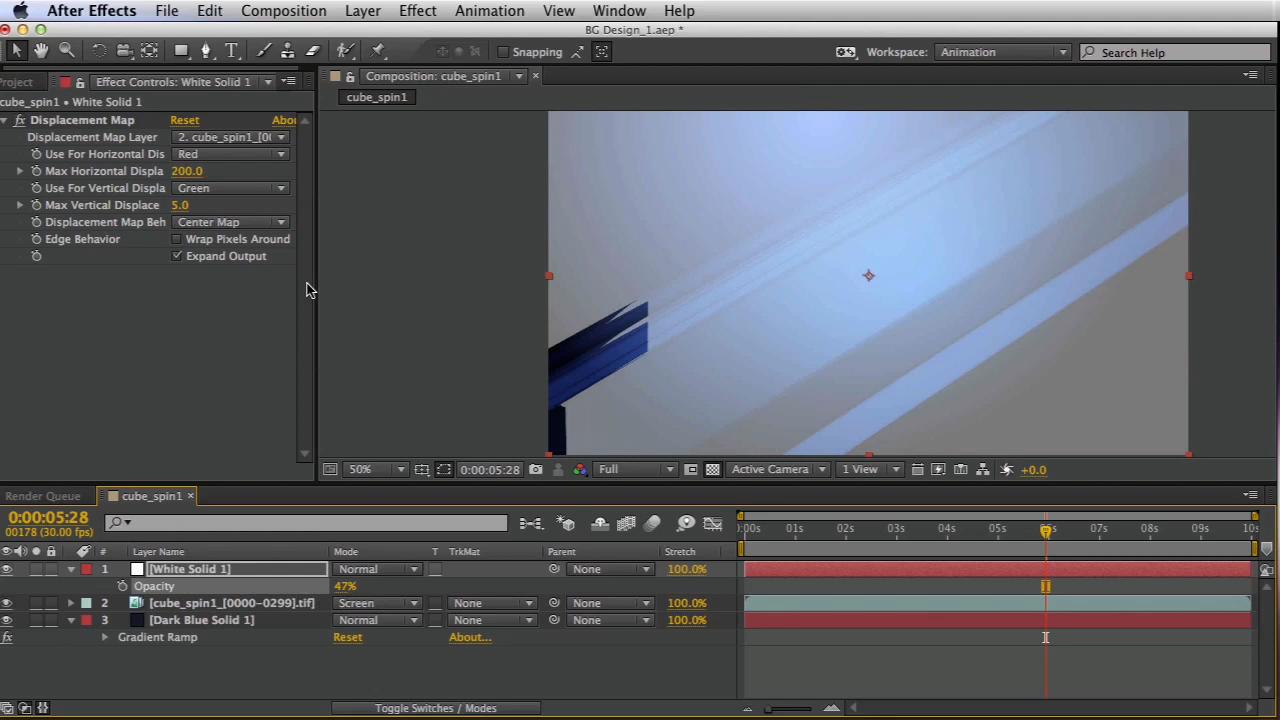 After Effects File Edit Composition Layer Effect Animation View Window Help
BG Design_1.aep *
Snapping Workspace: Animation Search Help
Project Effect Controls: White Solid 1 Composition: cube_spin1
cube_spin1 • White Solid 1 cube_spin1
Displacement Map Reset Abou
Displacement Map Layer 2. cube_spin1_[00
Use For Horizontal Dis Red
Max Horizontal Displa 200.0
Use For Vertical Displa Green
Max Vertical Displace 5.0
Displacement Map Beh Center Map
Edge Behavior Wrap Pixels Around
Expand Output
50% 0:00:05:28 Full Active Camera 1 View +0.0
Render Queue cube_spin1
0:00:05:28
00178 (30.00 fps)
:00s 01s 02s 03s 04s 05s 06s 07s 08s 09s 10s
# Layer Name Mode T TrkMat Parent Stretch
1 [White Solid 1] Normal None 100.0%
Opacity 47%
2 [cube_spin1_[0000-0299].tif] Screen None None 100.0%
3 [Dark Blue Solid 1] Normal None None 100.0%
Gradient Ramp Reset About...
Toggle Switches / Modes